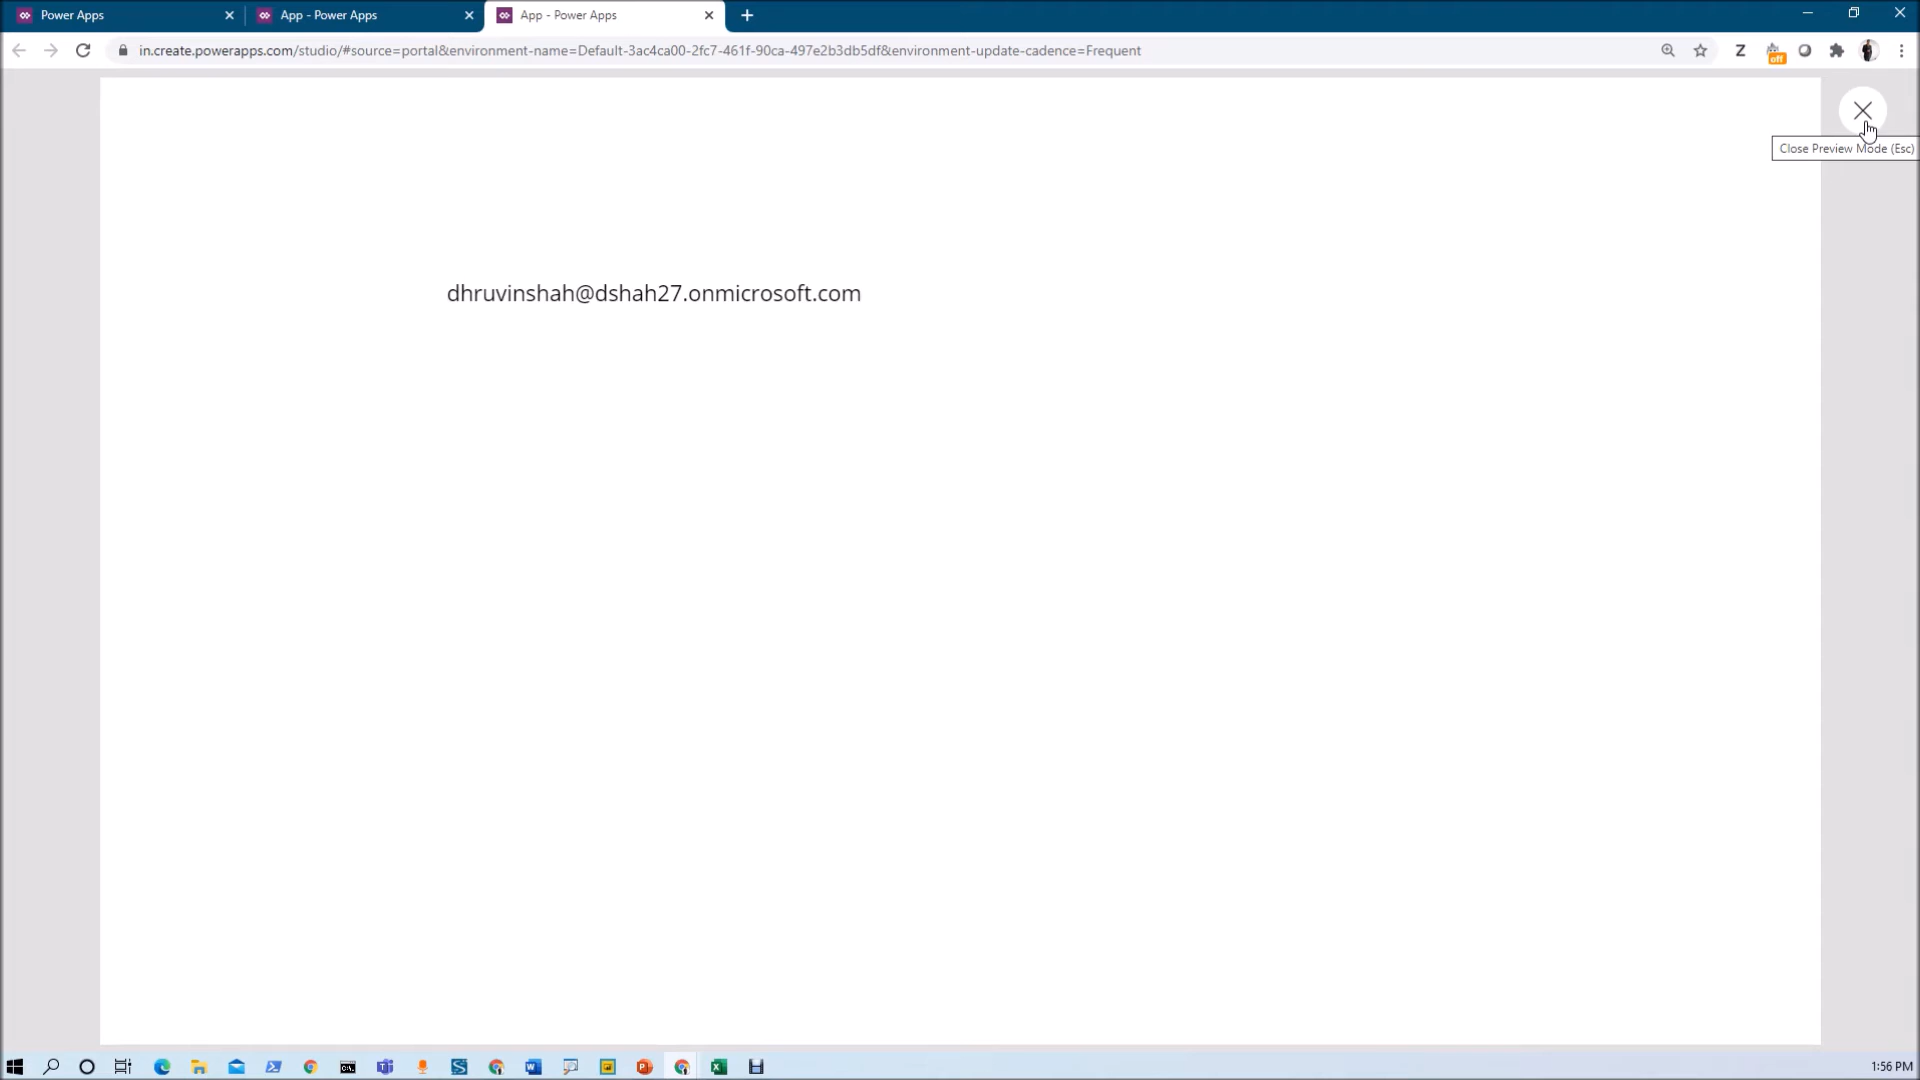 Power Apps
App - Power Apps
App - Power Apps
in.create.powerapps.com/studio/#source=portal&environment-name=Default-3ac4ca00-2fc7-461f-90ca-497e2b3db5df&environment-update-cadence=Frequent
Z
off
Close Preview Mode (Esc)
dhruvinshah@dshah27.onmicrosoft.com
1:56 PM